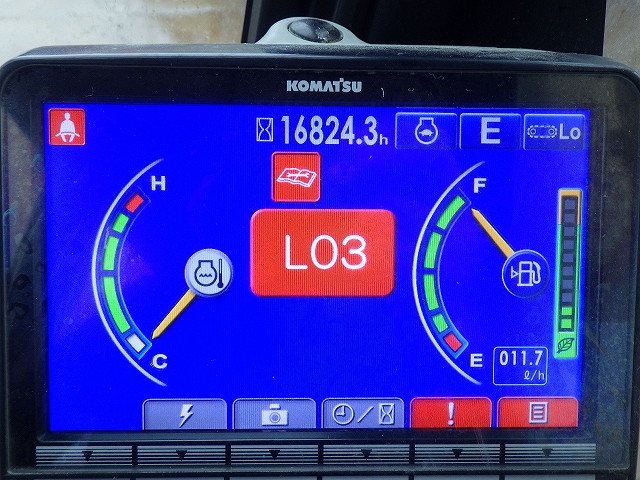 KOMATSU
16824.3h
E
Lo
H
F
L03
C
E
011.7
ℓ/h